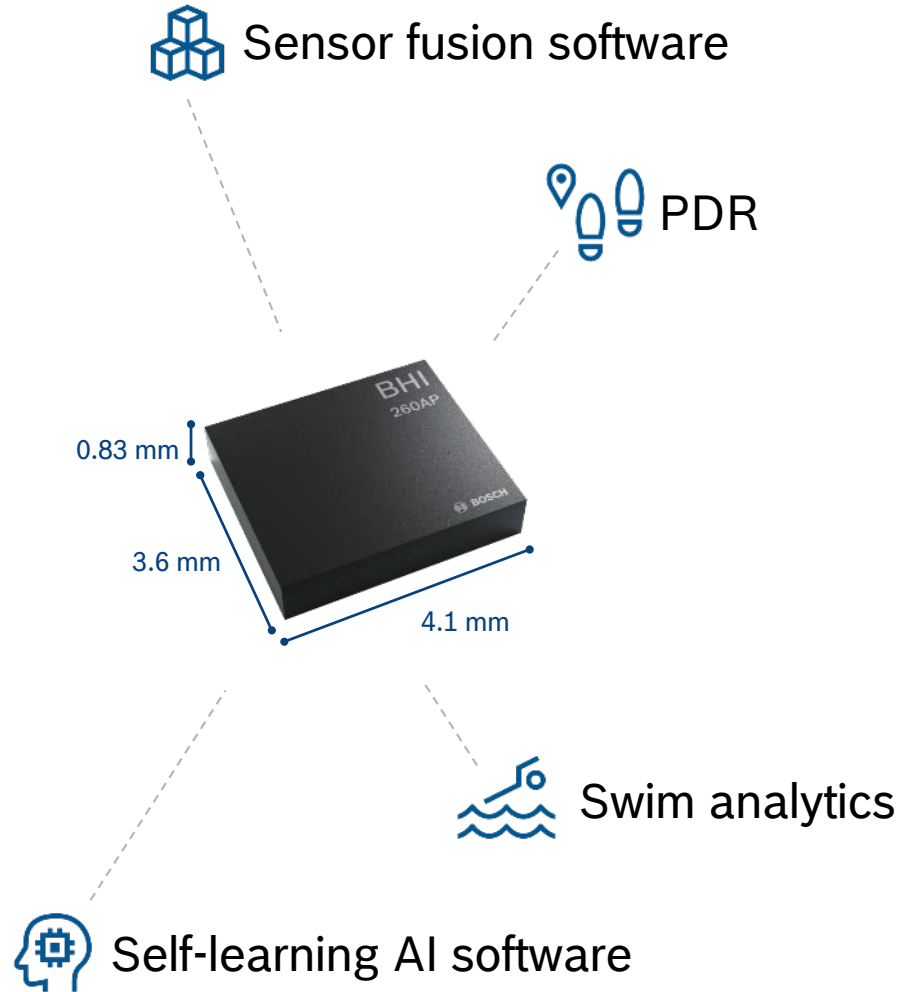 Sensor fusion software
PDR
BHI
260AP
BOSCH
0.83 mm
3.6 mm
4.1 mm
Swim analytics
Self-learning AI software